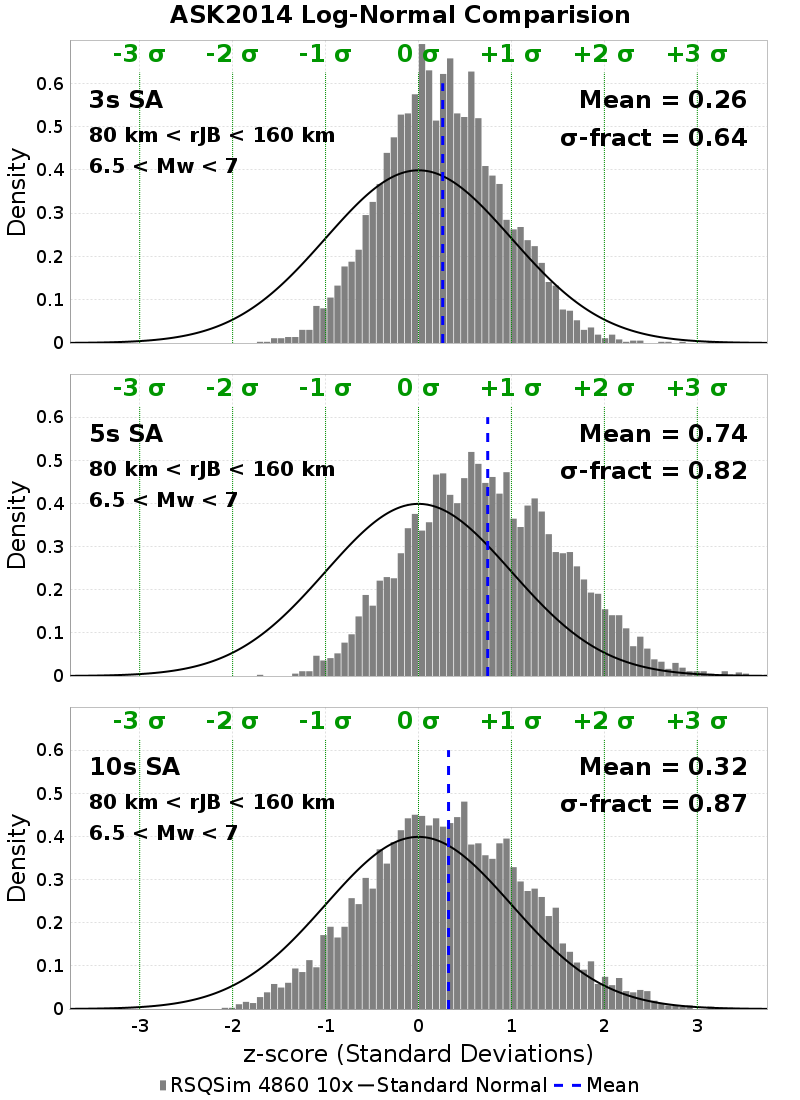 ASK2014 Log-Normal Comparision
-3 σ -2 σ -1 σ 0 σ +1 σ +2 σ +3 σ
3s SA
80 km < rJB < 160 km
6.5 < Mw < 7
Mean = 0.26
σ-fract = 0.64
Density
0.6
0.5
0.4
0.3
0.2
0.1
0
-3 σ -2 σ -1 σ 0 σ +1 σ +2 σ +3 σ
5s SA
80 km < rJB < 160 km
6.5 < Mw < 7
Mean = 0.74
σ-fract = 0.82
Density
0.6
0.5
0.4
0.3
0.2
0.1
0
-3 σ -2 σ -1 σ 0 σ +1 σ +2 σ +3 σ
10s SA
80 km < rJB < 160 km
6.5 < Mw < 7
Mean = 0.32
σ-fract = 0.87
Density
0.6
0.5
0.4
0.3
0.2
0.1
0
-3 -2 -1 0 1 2 3
z-score (Standard Deviations)
RSQSim 4860 10x Standard Normal Mean